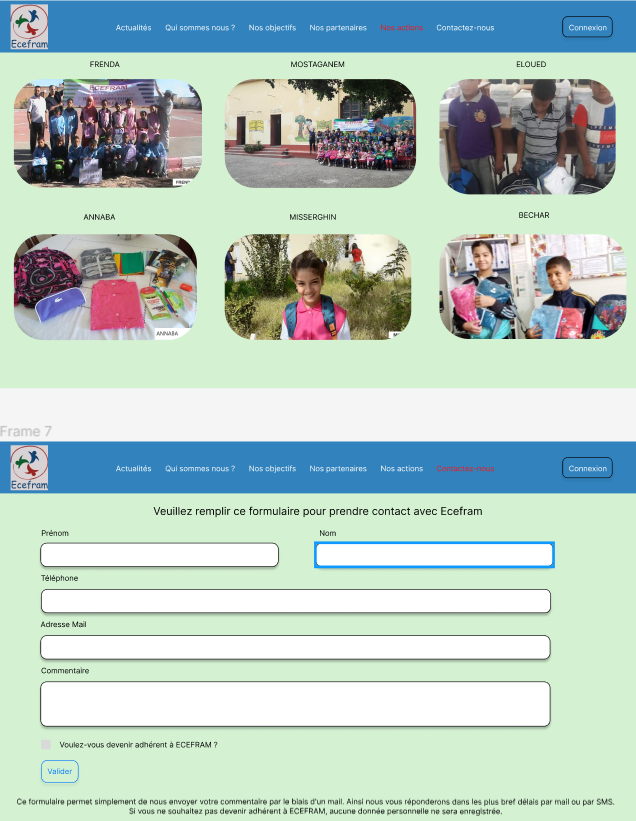 Ecefram
Actualités
Qui sommes nous ?
Nos objectifs
Nos partenaires
Nos actions
Contactez-nous
Connexion
FRENDA
MOSTAGANEM
ELOUED
ECEFRAM
ANNABA
MISSERGHIN
BECHAR
ANNABA
Frame 7
Ecefram
Actualités
Qui sommes nous ?
Nos objectifs
Nos partenaires
Nos actions
Contactez-nous
Connexion
Veuillez remplir ce formulaire pour prendre contact avec Ecefram
Prénom
Nom
Téléphone
Adresse Mail
Commentaire
Voulez-vous devenir adhérent à ECEFRAM ?
Valider
Ce formulaire permet simplement de nous envoyer votre commentaire par le biais d'un mail. Ainsi nous vous réponderons dans les plus bref délais par mail ou par SMS.
Si vous ne souhaitez pas devenir adhérent à ECEFRAM, aucune donnée personnelle ne sera enregistrée.